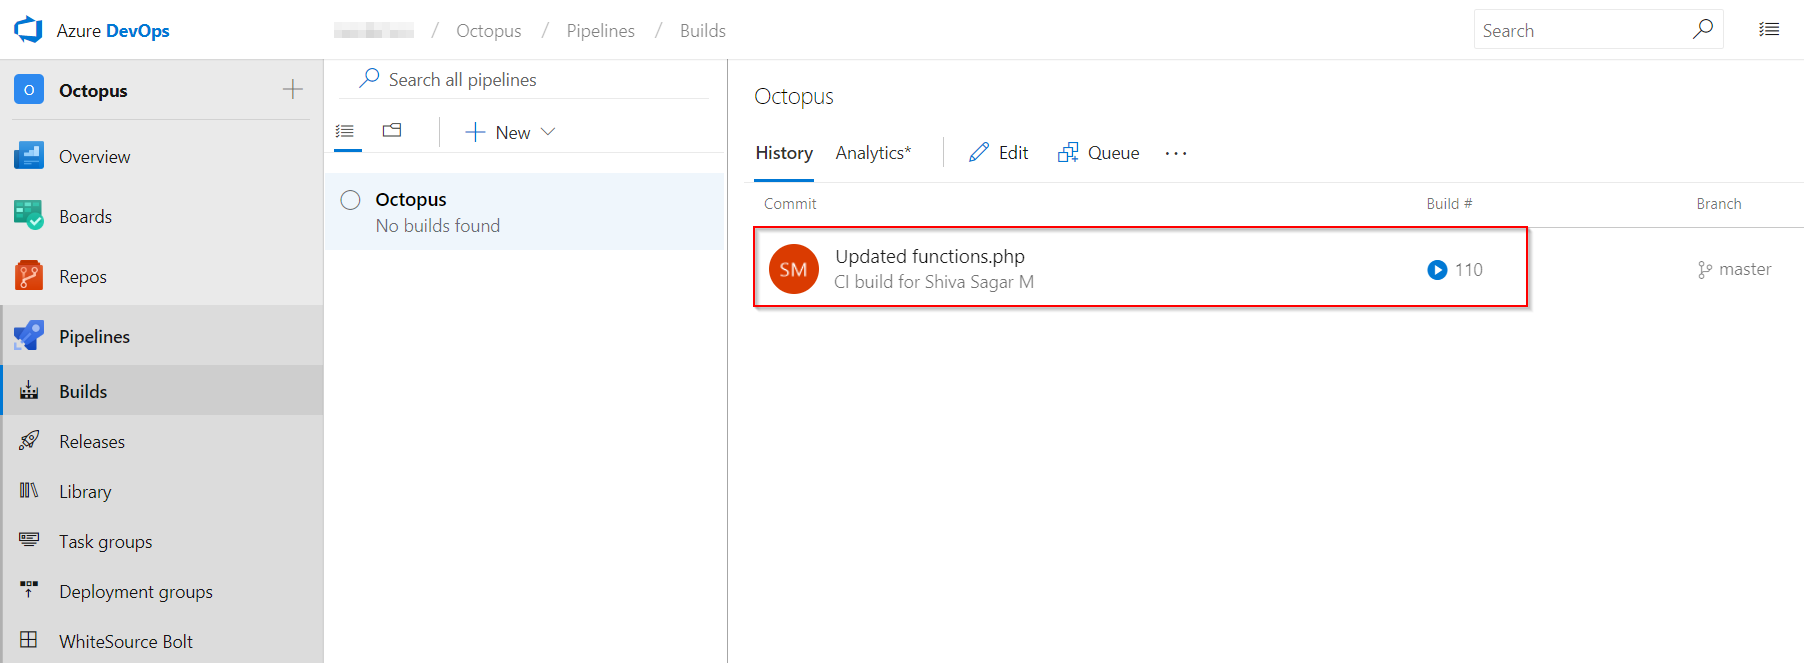 Azure DevOps
/ Octopus / Pipelines / Builds
Search
O
Octopus
Overview
Boards
Repos
Pipelines
Builds
Releases
Library
Task groups
Deployment groups
WhiteSource Bolt
Search all pipelines
New
Octopus
No builds found
Octopus
History Analytics* Edit Queue ...
Commit Build # Branch
SM
Updated functions.php
CI build for Shiva Sagar M
110
master